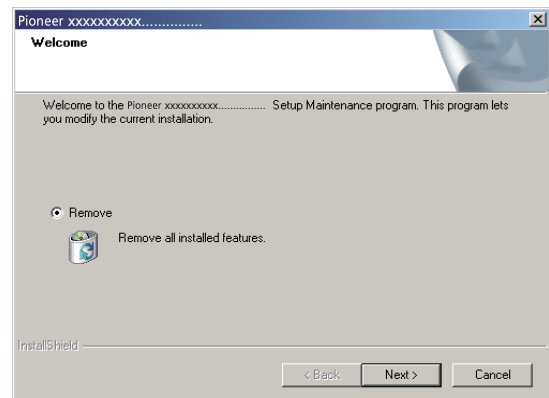 Pioneer xxxxxxxxxx...............
Welcome
Welcome to the Pioneer xxxxxxxxxx................ Setup Maintenance program. This program lets
you modify the current installation.
Remove
Remove all installed features.
InstallShield
< Back
Next >
Cancel